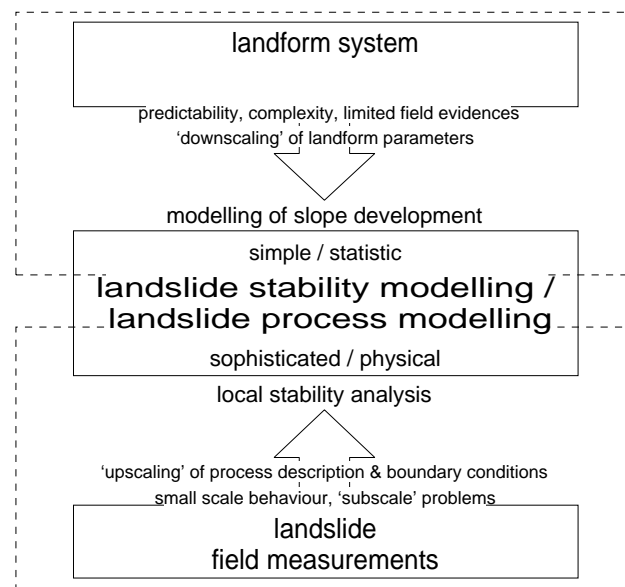 landform system
predictability, complexity, limited field evidences
‘downscaling’ of landform parameters
modelling of slope development
simple / statistic
landslide stability modelling /
landslide process modelling
sophisticated / physical
local stability analysis
‘upscaling’ of process description & boundary conditions
small scale behaviour, ‘subscale’ problems
landslide
field measurements